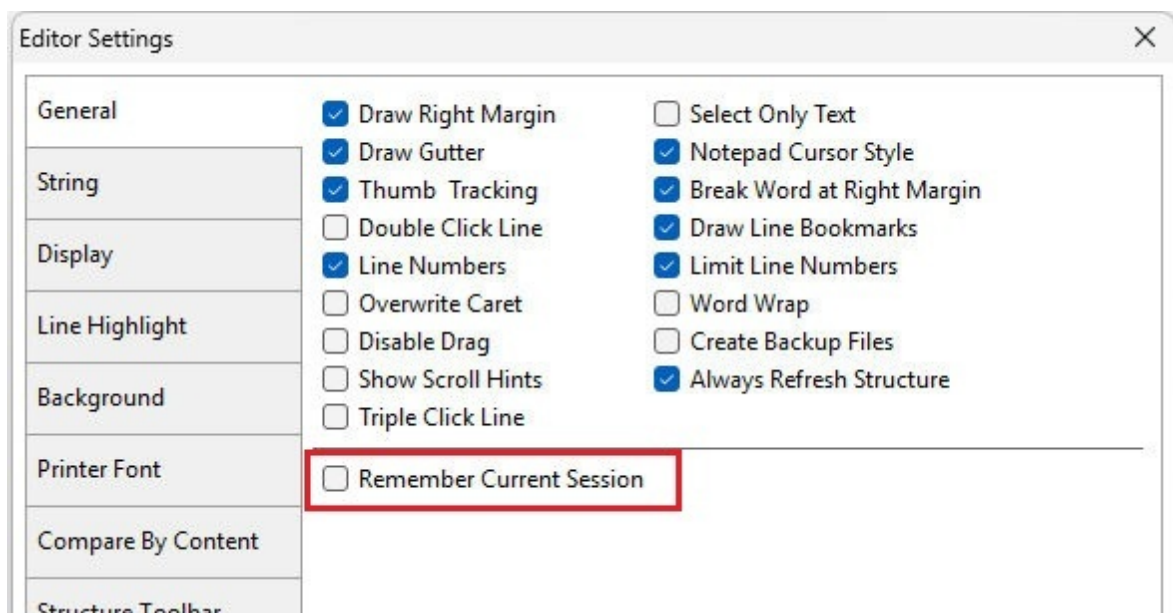 Editor Settings
General
String
Display
Line Highlight
Background
Printer Font
Compare By Content
Structure Toolbar
Draw Right Margin
Draw Gutter
Thumb  Tracking
Double Click Line
Line Numbers
Overwrite Caret
Disable Drag
Show Scroll Hints
Triple Click Line
Select Only Text
Notepad Cursor Style
Break Word at Right Margin
Draw Line Bookmarks
Limit Line Numbers
Word Wrap
Create Backup Files
Always Refresh Structure
Remember Current Session